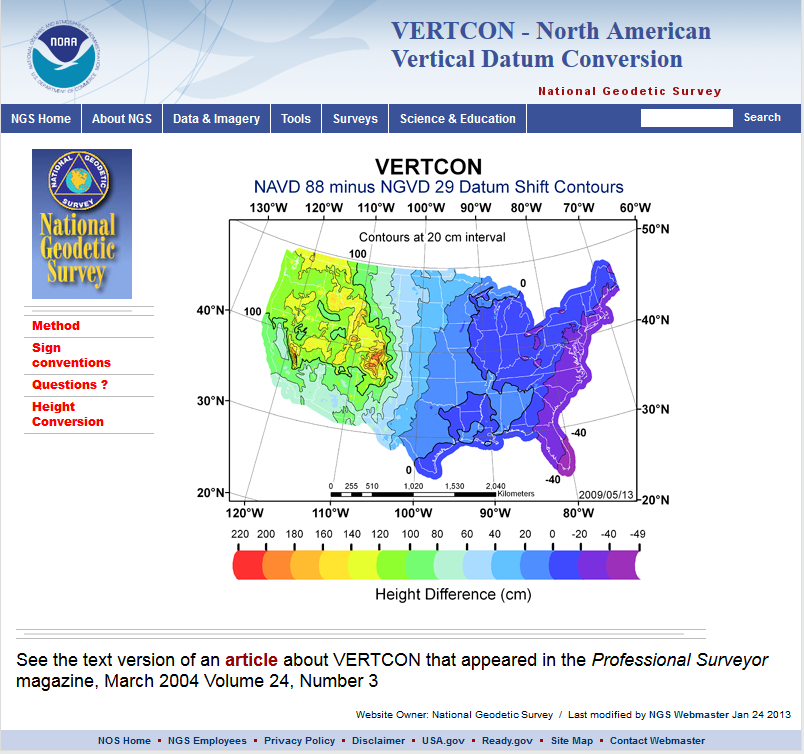 NOAA
VERTCON - North American
Vertical Datum Conversion
National Geodetic Survey
NGS Home
About NGS
Data & Imagery
Tools
Surveys
Science & Education
Search
NATIONAL GEODETIC
SURVEY
National
Geodetic
Survey
Method
Sign
conventions
Questions ?
Height
Conversion
VERTCON
NAVD 88 minus NGVD 29 Datum Shift Contours
130°W 120°W 110°W 100°W 90°W 80°W 70°W 60°W
50°N
Contours at 20 cm interval
100
0
40°N
100
40°N
30°N
30°N
-40
0
-40
0 255 510 1,020 1,530 2,040
Kilometers
2009/05/13
20°N
20°N
120°W 110°W 100°W 90°W 80°W
220 200 180 160 140 120 100 80 60 40 20 0 -20 -40 -49
Height Difference (cm)
See the text version of an article about VERTCON that appeared in the Professional Surveyor
magazine, March 2004 Volume 24, Number 3
Website Owner: National Geodetic Survey / Last modified by NGS Webmaster Jan 24 2013
NOS Home ▪ NGS Employees ▪ Privacy Policy ▪ Disclaimer ▪ USA.gov ▪ Ready.gov ▪ Site Map ▪ Contact Webmaster